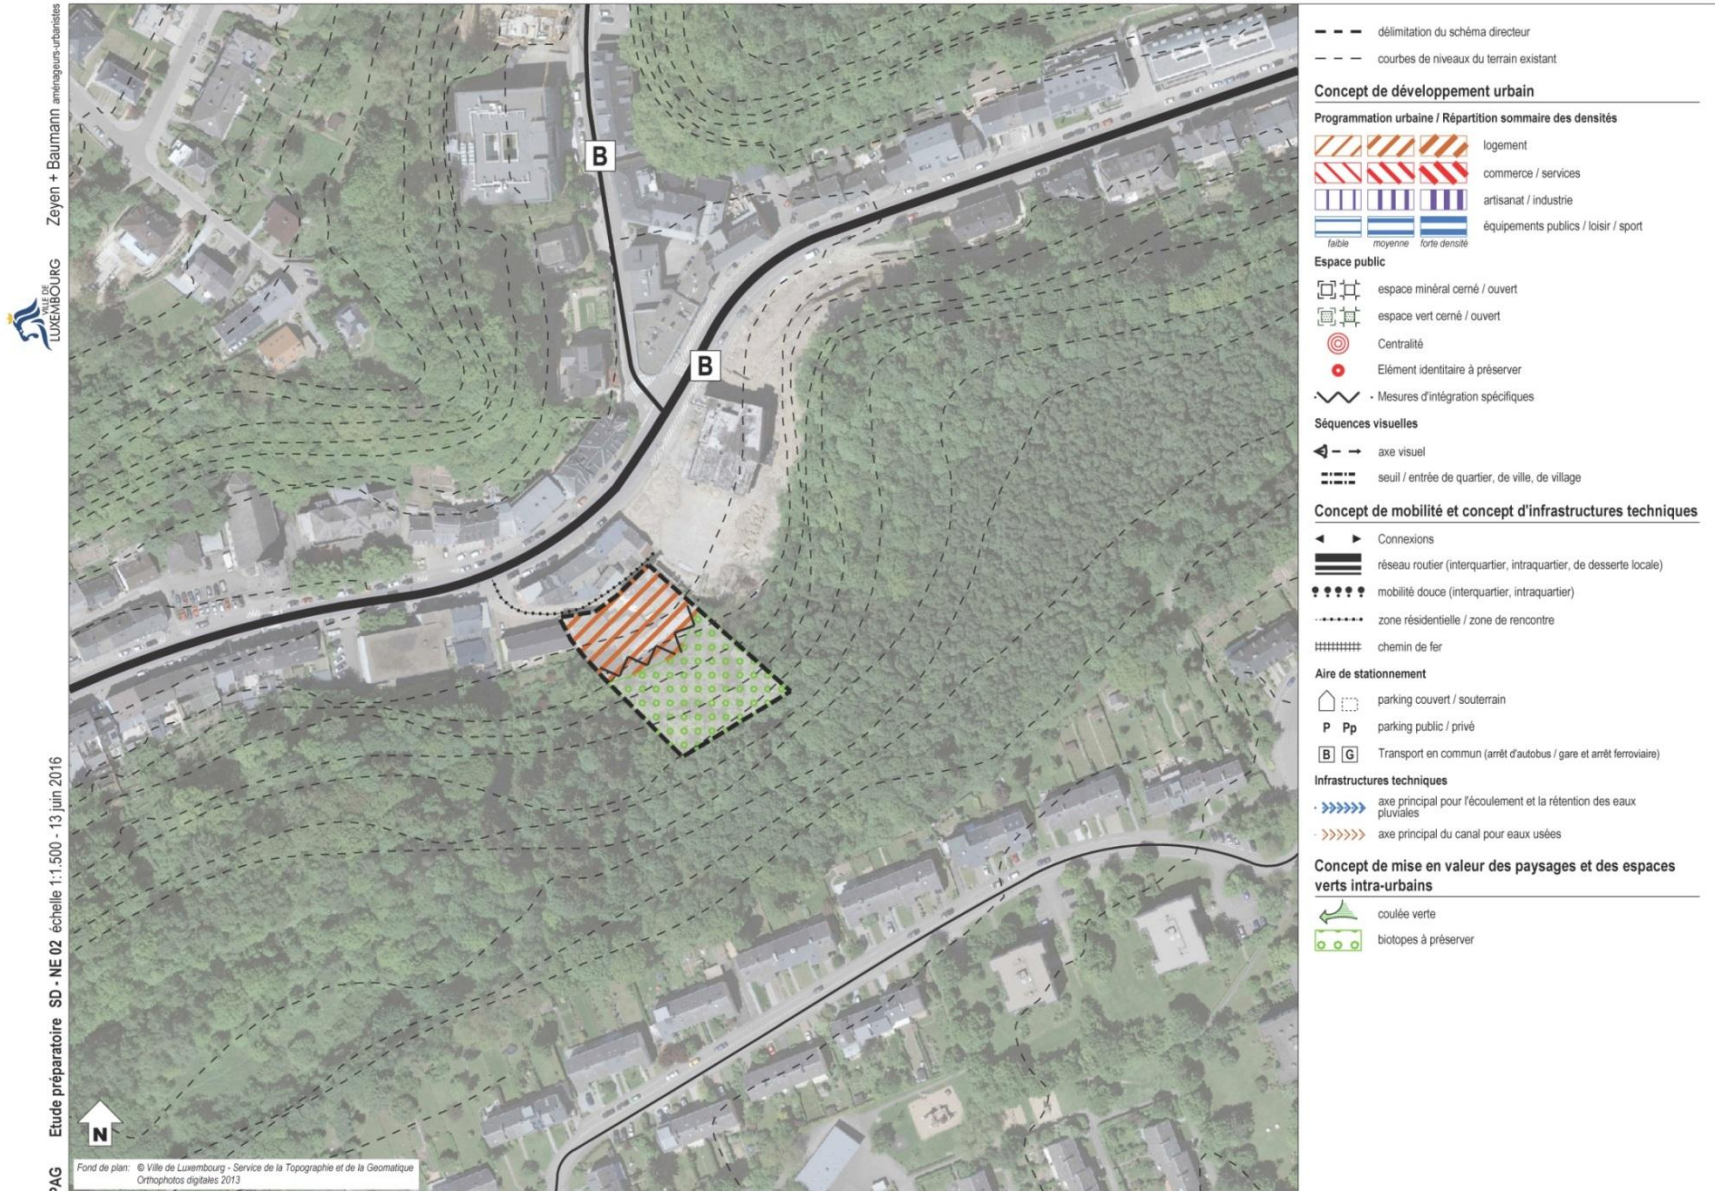 Zeyen + Baumann aménageurs-urbanistes
VILLE DE
LUXEMBOURG
PAG Etude préparatoire SD - NE 02 échelle 1:1.500 - 13 juin 2016
B
B
N
Fond de plan: © Ville de Luxembourg - Service de la Topographie et de la Geomatique
Orthophotos digitales 2013
délimitation du schéma directeur
courbes de niveaux du terrain existant
Concept de développement urbain
Programmation urbaine / Répartition sommaire des densités
logement
commerce / services
artisanat / industrie
équipements publics / loisir / sport
faible moyenne forte densité
Espace public
espace minéral cerné / ouvert
espace vert cerné / ouvert
Centralité
Elément identitaire à préserver
Mesures d'intégration spécifiques
Séquences visuelles
axe visuel
seuil / entrée de quartier, de ville, de village
Concept de mobilité et concept d'infrastructures techniques
Connexions
réseau routier (interquartier, intraquartier, de desserte locale)
mobilité douce (interquartier, intraquartier)
zone résidentielle / zone de rencontre
chemin de fer
Aire de stationnement
parking couvert / souterrain
P Pp parking public / privé
B G Transport en commun (arrêt d'autobus / gare et arrêt ferroviaire)
Infrastructures techniques
axe principal pour l'écoulement et la rétention des eaux
pluviales
axe principal du canal pour eaux usées
Concept de mise en valeur des paysages et des espaces
verts intra-urbains
coulée verte
biotopes à préserver